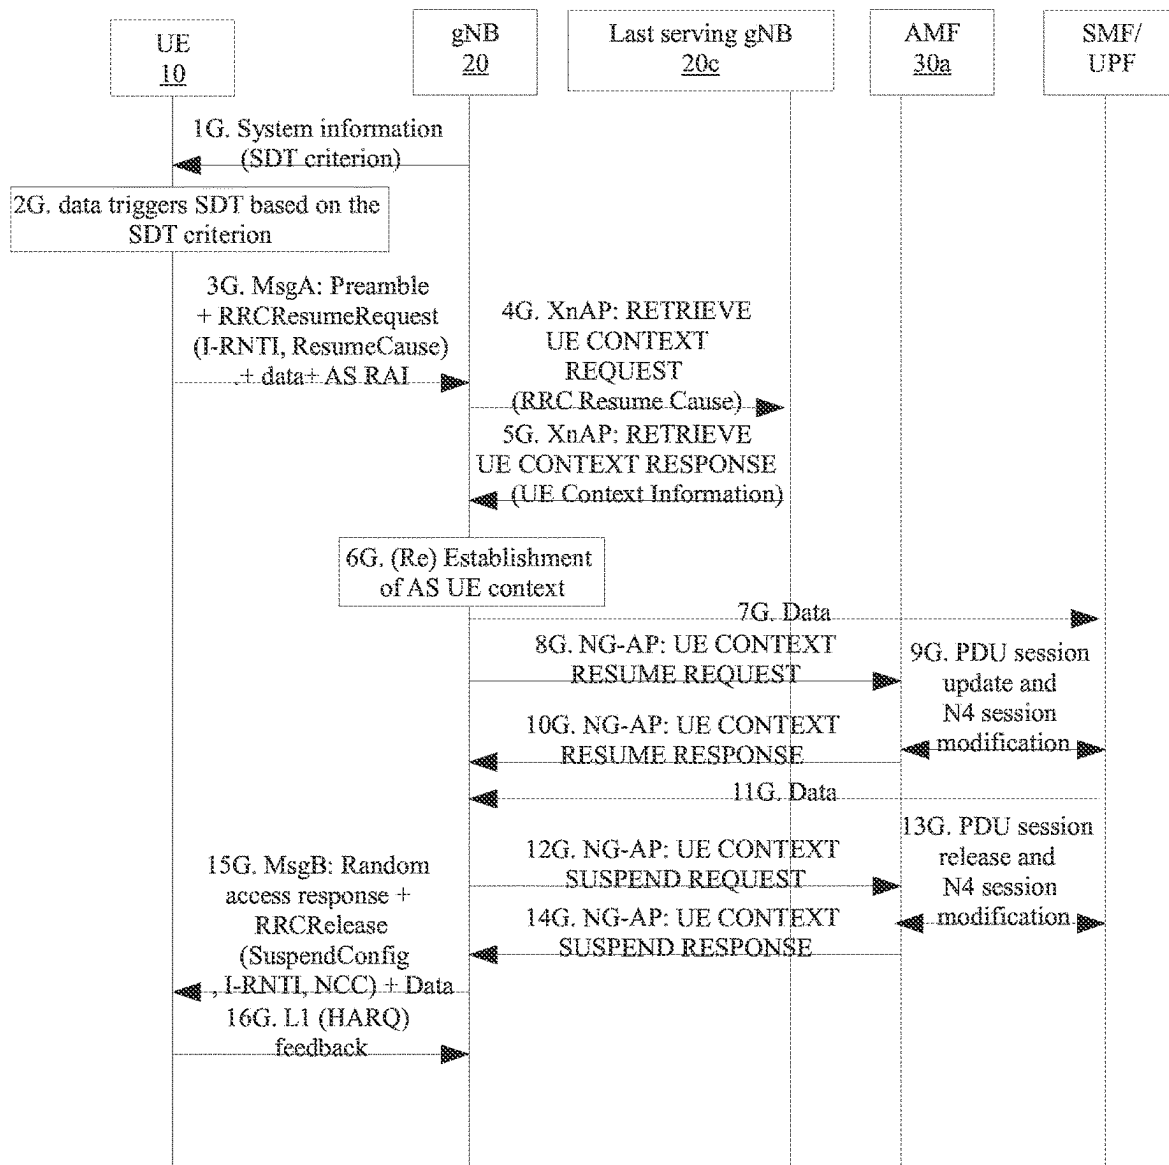 UE
10
gNB
20
Last serving gNB
20c
AMF
30a
SMF/
UPF
1G. System information
(SDT criterion)
2G. data triggers SDT based on the
SDT criterion
3G. MsgA: Preamble
+ RRCResumeRequest
(I-RNTI, ResumeCause)
.+ data+ AS RAI
4G. XnAP: RETRIEVE
UE CONTEXT
REQUEST
(RRC Resume Cause)
5G. XnAP: RETRIEVE
UE CONTEXT RESPONSE
(UE Context Information)
6G. (Re) Establishment
of AS UE context
7G. Data
8G. NG-AP: UE CONTEXT
RESUME REQUEST
9G. PDU session
update and
N4 session
modification
10G. NG-AP: UE CONTEXT
RESUME RESPONSE
11G. Data
12G. NG-AP: UE CONTEXT
SUSPEND REQUEST
13G. PDU session
release and
N4 session
modification
14G. NG-AP: UE CONTEXT
SUSPEND RESPONSE
15G. MsgB: Random
access response +
RRCRelease
(SuspendConfig
, I-RNTI, NCC) + Data
16G. L1 (HARQ)
feedback